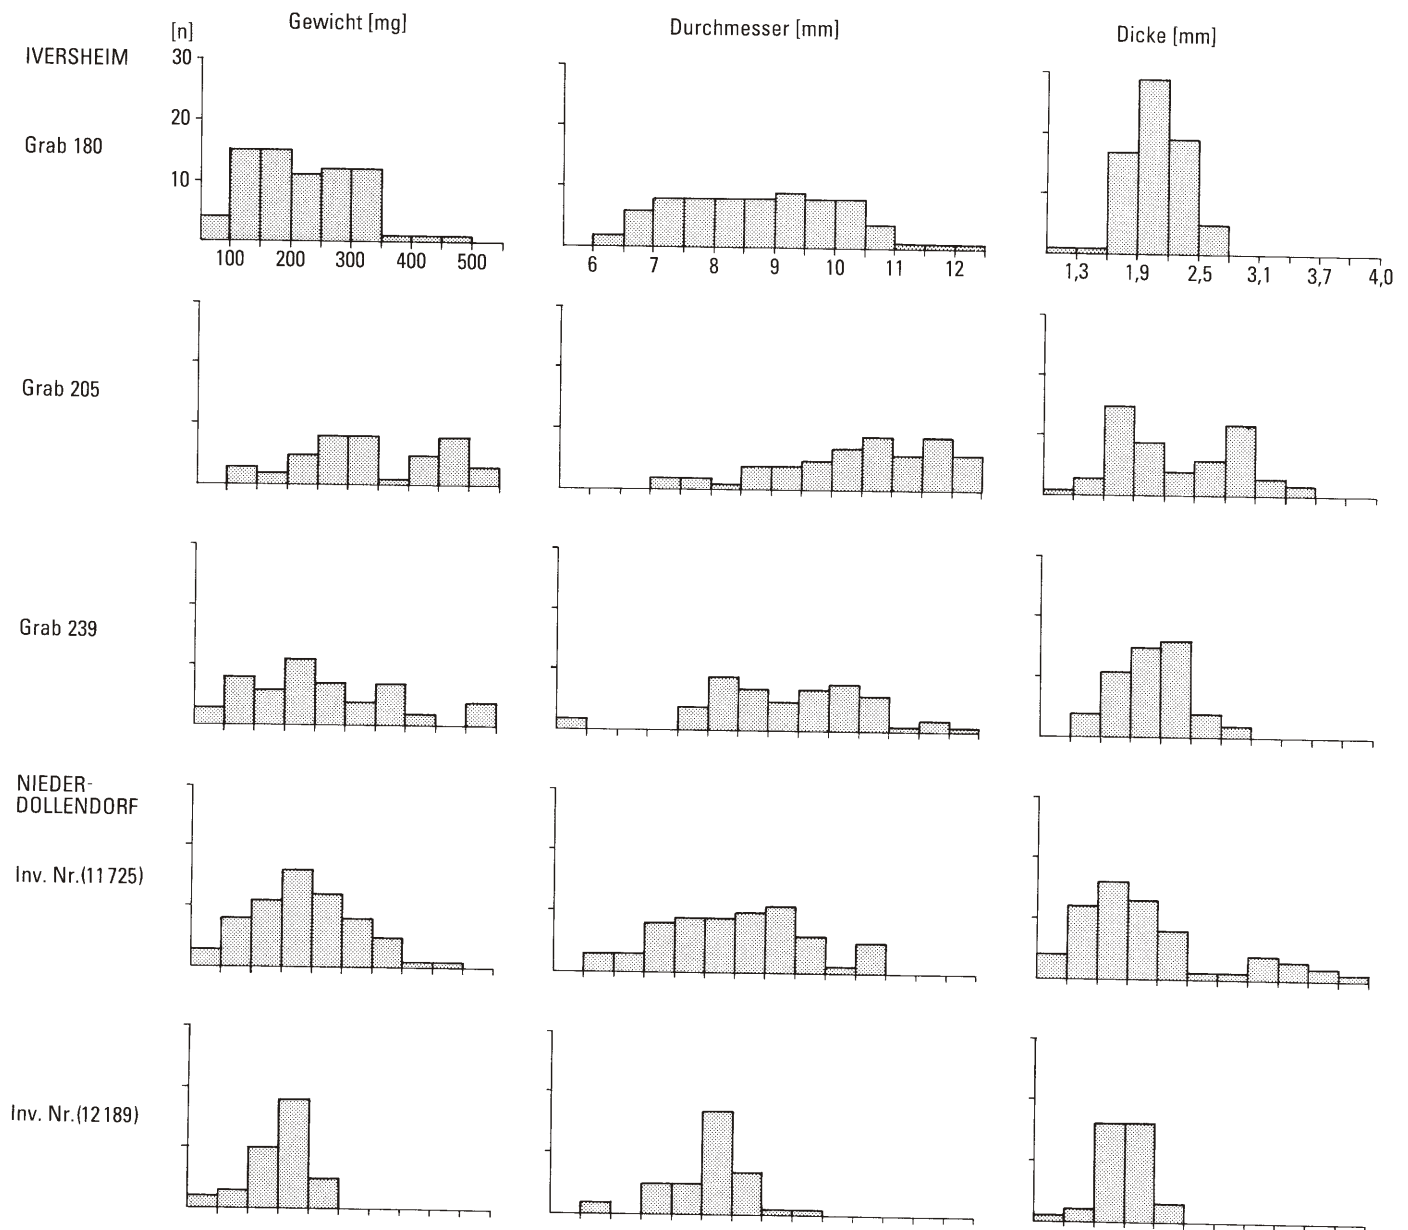 Gewicht [mg]
Durchmesser [mm]
Dicke [mm]
[n]
IVERSHEIM
30
20
10
Grab 180
100 200 300 400 500
6 7 8 9 10 11 12
1,3 1,9 2,5 3,1 3,7 4,0
Grab 205
Grab 239
NIEDER-
DOLLENDORF
Inv. Nr.(11725)
Inv. Nr.(12189)